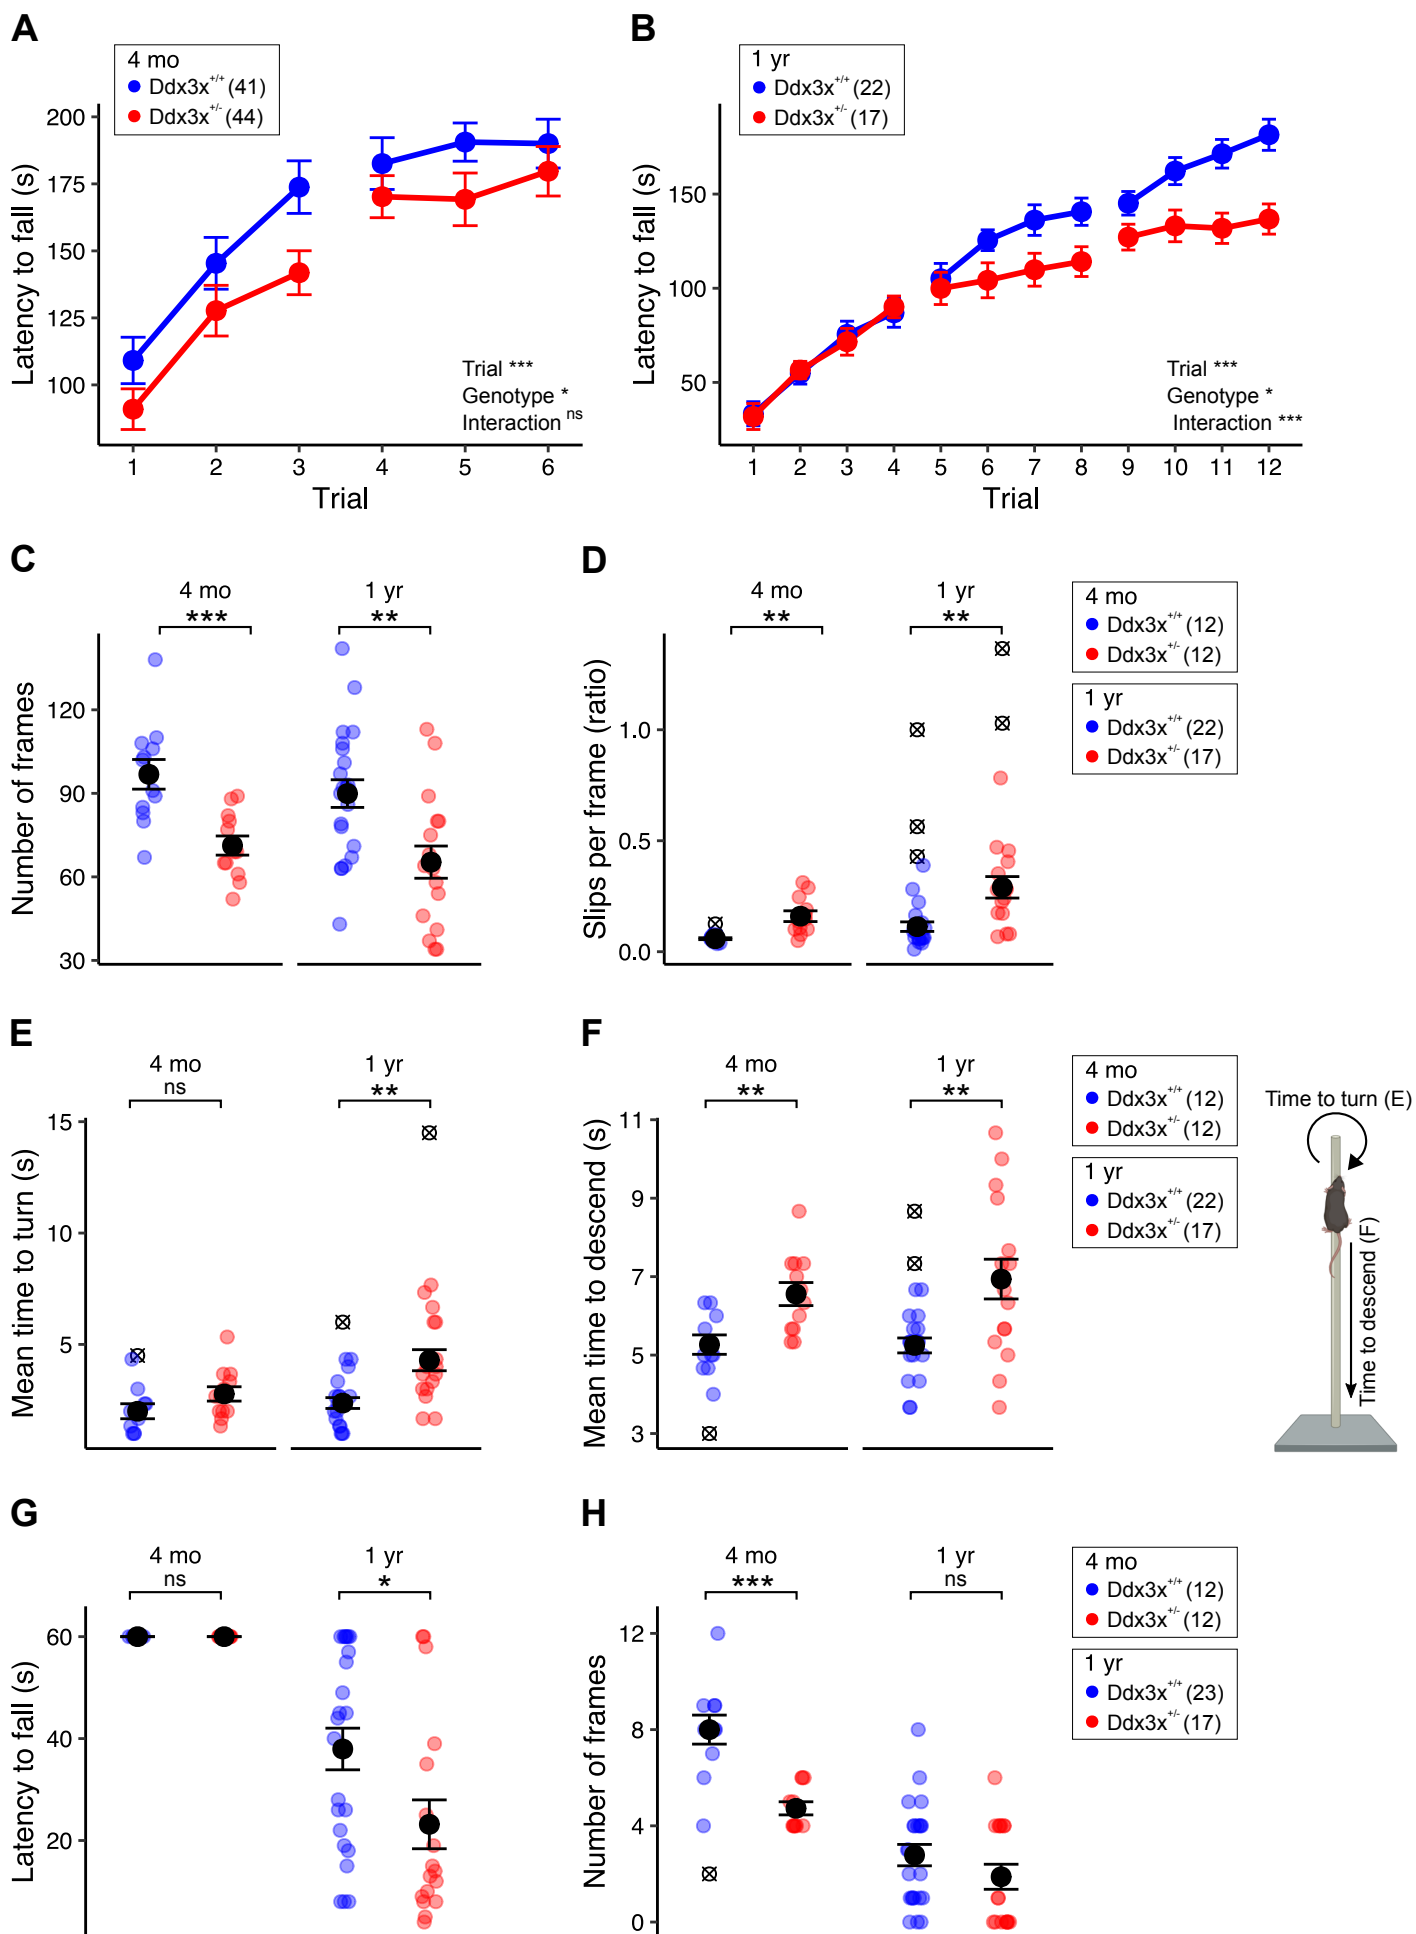 A
4 mo
Ddx3x+/+ (41)
Ddx3x+/- (44)
Latency to fall (s)
200
175
150
125
100
Trial ***
Genotype *
Interaction ns
1 2 3 4 5 6
Trial
B
1 yr
Ddx3x+/+ (22)
Ddx3x+/- (17)
Latency to fall (s)
150
100
50
Trial ***
Genotype *
Interaction ***
1 2 3 4 5 6 7 8 9 10 11 12
Trial
C
4 mo
***
1 yr
**
Number of frames
120
90
60
30
D
4 mo
**
1 yr
**
Slips per frame (ratio)
1.0
0.5
0.0
4 mo
Ddx3x+/+ (12)
Ddx3x+/- (12)
1 yr
Ddx3x+/+ (22)
Ddx3x+/- (17)
E
4 mo
ns
1 yr
**
Mean time to turn (s)
15
10
5
F
4 mo
**
1 yr
**
Mean time to descend (s)
11
9
7
5
3
4 mo
Ddx3x+/+ (12)
Ddx3x+/- (12)
1 yr
Ddx3x+/+ (22)
Ddx3x+/- (17)
Time to turn (E)
Time to descend (F)
G
4 mo
ns
1 yr
*
Latency to fall (s)
60
40
20
H
4 mo
***
1 yr
ns
Number of frames
12
8
4
0
4 mo
Ddx3x+/+ (12)
Ddx3x+/- (12)
1 yr
Ddx3x+/+ (23)
Ddx3x+/- (17)